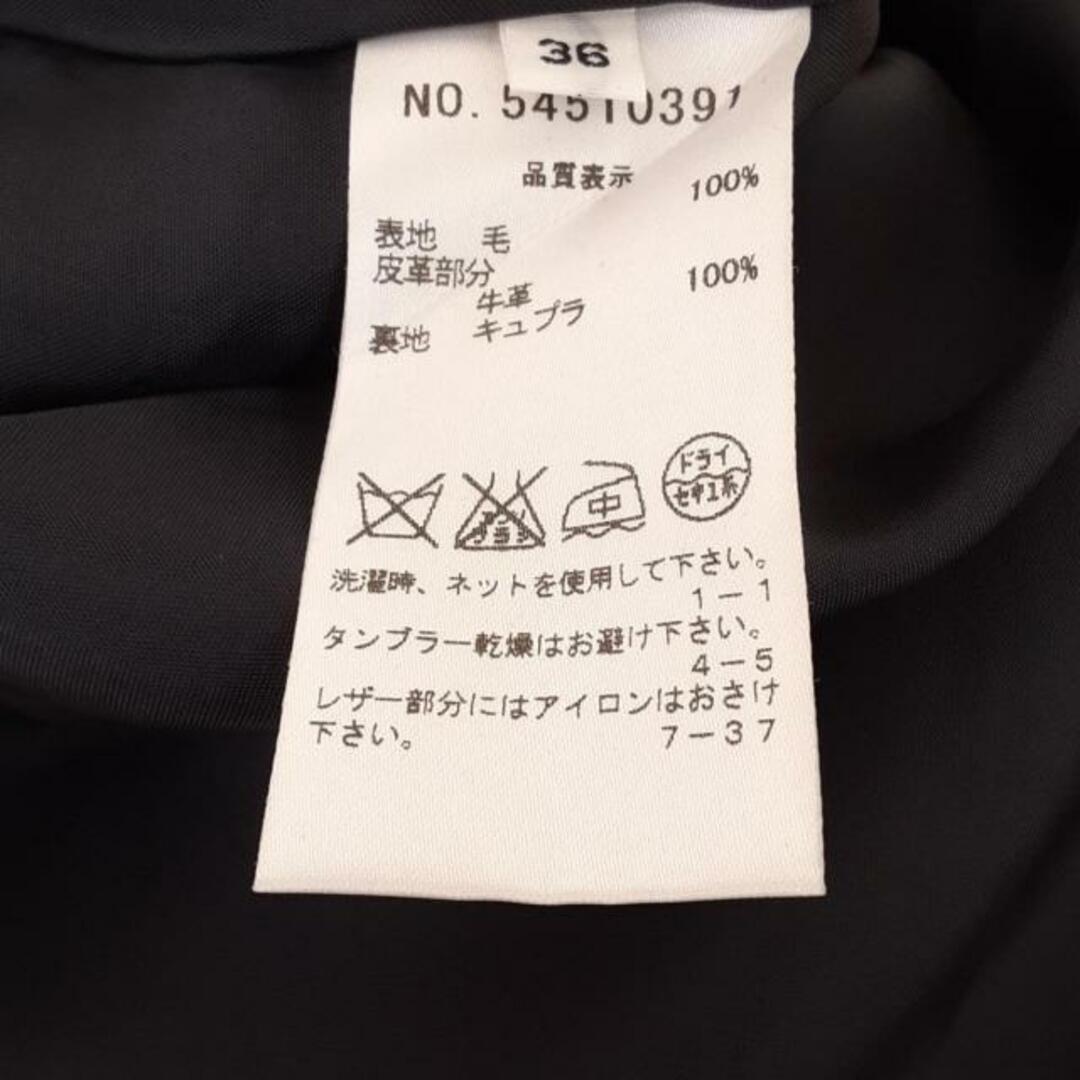 36
NO. 54510391
品質表示
表地 毛 100%
皮革部分
牛革
裏地 キュプラ 100%
中
ドライ
セキユ系
洗濯時、ネットを使用して下さい。
1-1
タンブラー乾燥はお避け下さい。
4-5
レザー部分にはアイロンはおさけ
下さい。
7-37